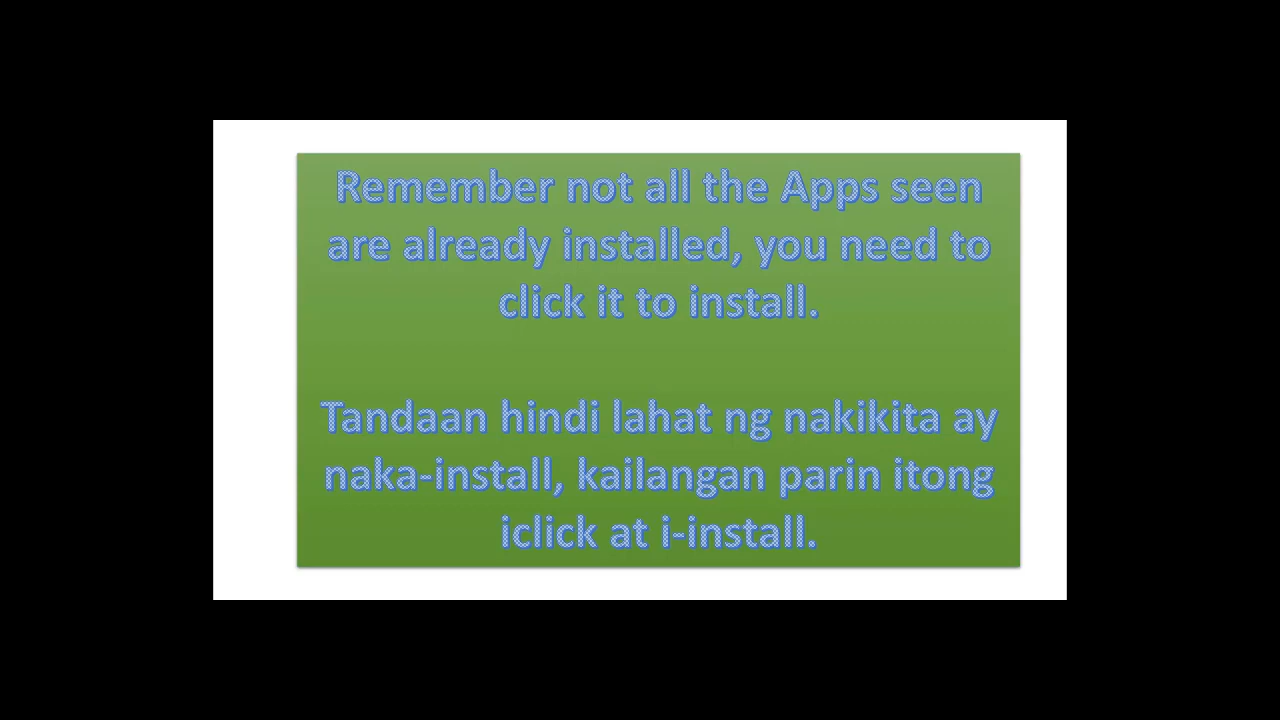 Remember not all the Apps seen
are already installed, you need to
click it to install.
Tandaan hindi lahat ng nakikita ay
naka-install, kailangan parin itong
iclick at i-install.